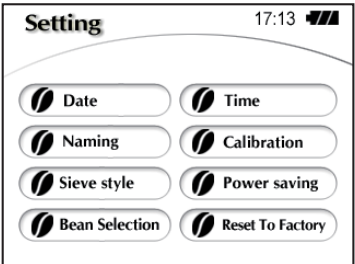 Setting 17:13
Date Time
Naming Calibration
Sieve style Power saving
Bean Selection Reset To Factory